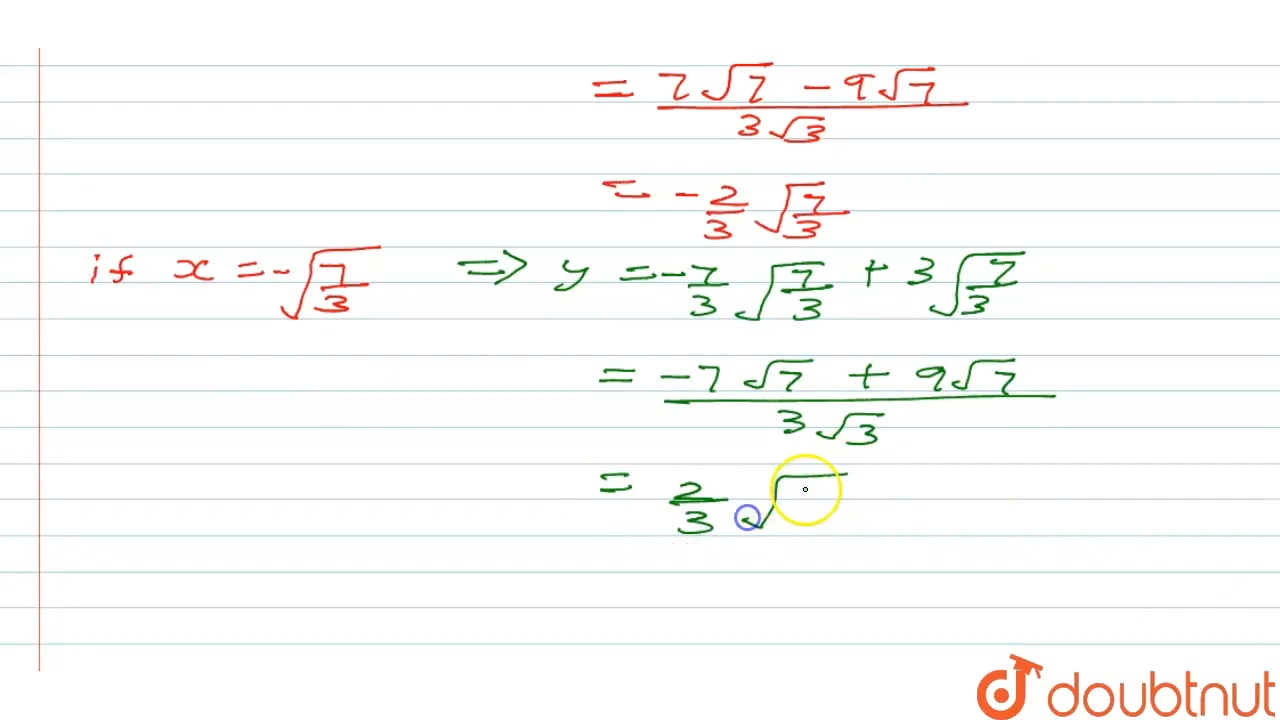 = (7√7 - 9√7)/(3√3)
= -2/3 √(7/3)
if x = -√(7/3) => y = -7/3 √(7/3) + 3√(7/3)
= (-7√7 + 9√7)/(3√3)
= 2/3 √
doubtnut